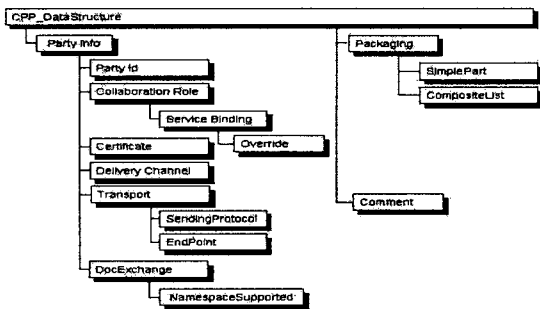 CPP_DataStructure
Party Info
Party Id
Collaboration Role
Service Binding
Override
Certificate
Delivery Channel
Transport
SendingProtocol
EndPoint
DocExchange
NamespaceSupported
Packaging
SimplePart
CompositeList
Comment